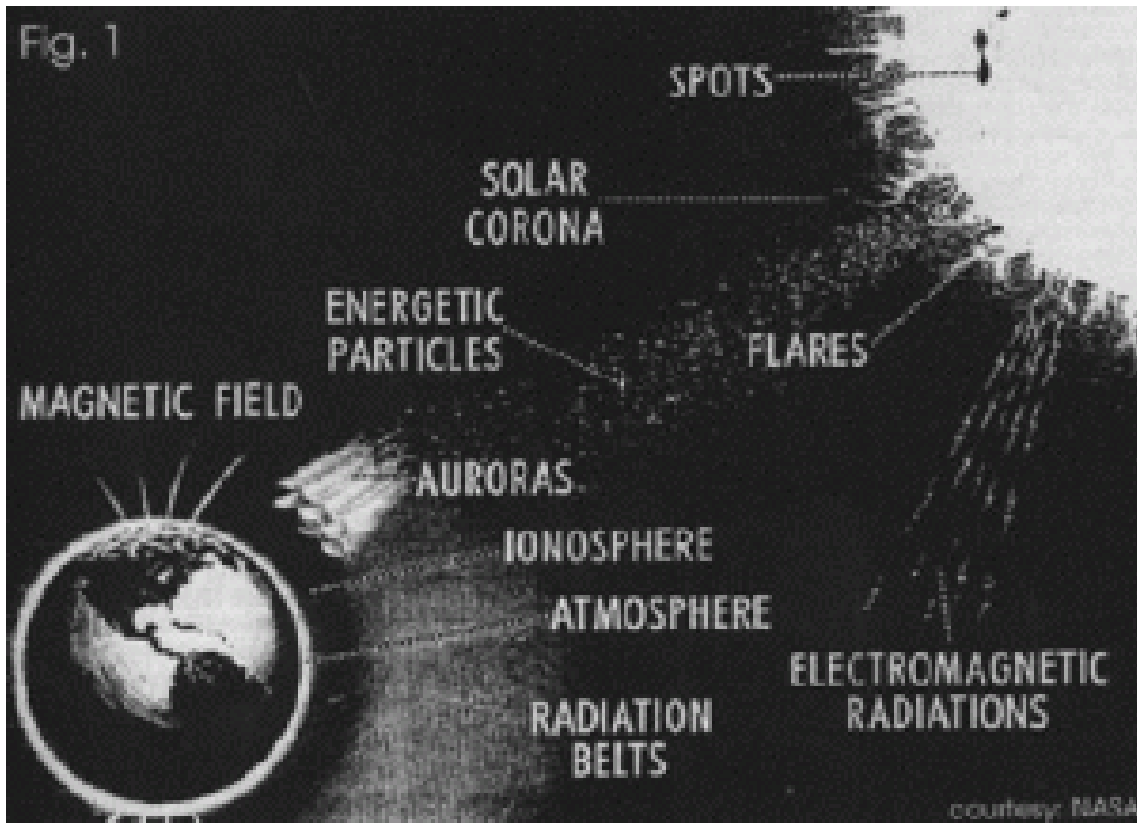 Fig. 1
SPOTS
SOLAR
CORONA
ENERGETIC
PARTICLES
FLARES
MAGNETIC FIELD
AURORAS
IONOSPHERE
ATMOSPHERE
ELECTROMAGNETIC
RADIATIONS
RADIATION
BELTS
courtesy: NASA